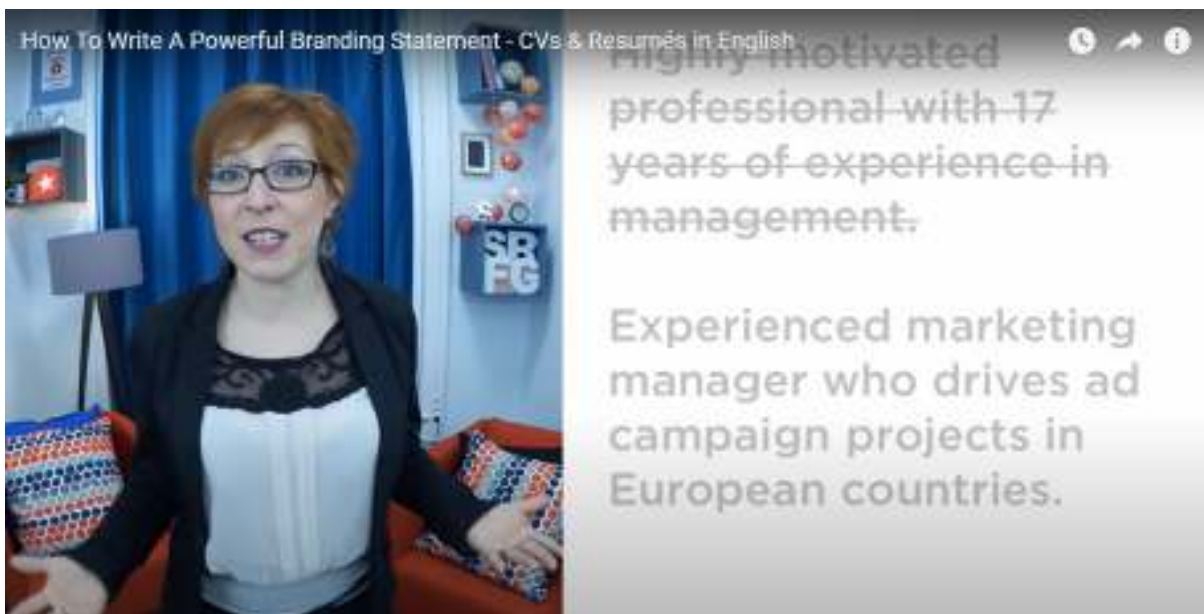 How To Write A Powerful Branding Statement - CVs & Resumés in English
Highly motivated
professional with 17
years of experience in
management.
Experienced marketing
manager who drives ad
campaign projects in
European countries.
SR
FG